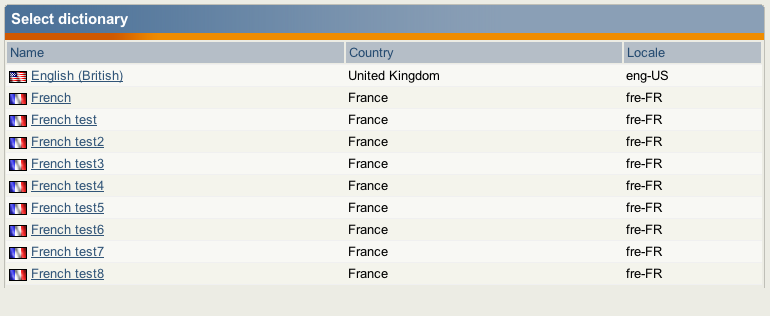 Select dictionary
Name Country Locale
English (British) United Kingdom eng-US
French France fre-FR
French test France fre-FR
French test2 France fre-FR
French test3 France fre-FR
French test4 France fre-FR
French test5 France fre-FR
French test6 France fre-FR
French test7 France fre-FR
French test8 France fre-FR